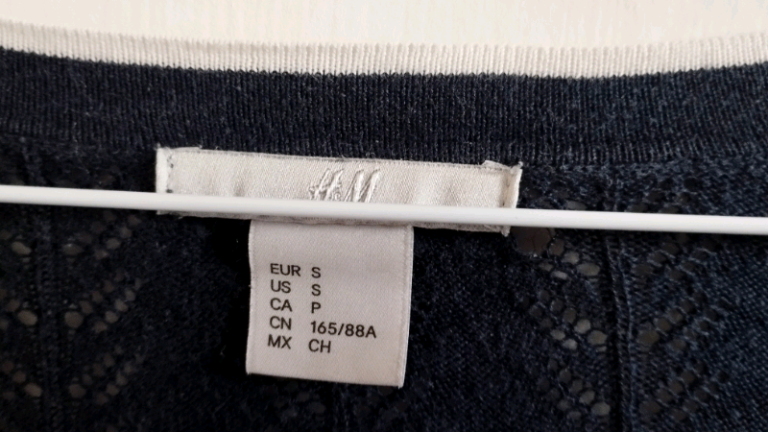 H&M
EUR S
US S
CA P
CN 165/88A
MX CH